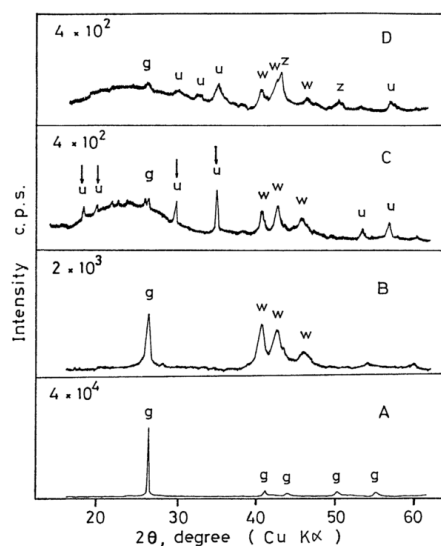 4 × 10²
D
g
u
u
u
w
w
z
w
z
u
4 × 10²
C
u
u
g
u
u
w
w
w
u
u
2 × 10³
B
g
w
w
w
4 × 10⁴
A
g
g
g
g
g
Intensity c.p.s.
20 30 40 50 60
2θ, degree ( Cu Kα )